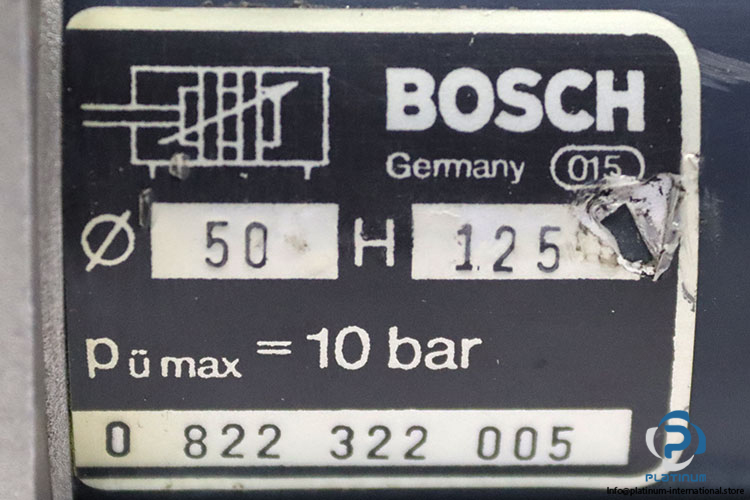 BOSCH
Germany 015
Ø 50 H 125
pü max = 10 bar
0 822 322 005
PLATINUM
info@platinum-international.store